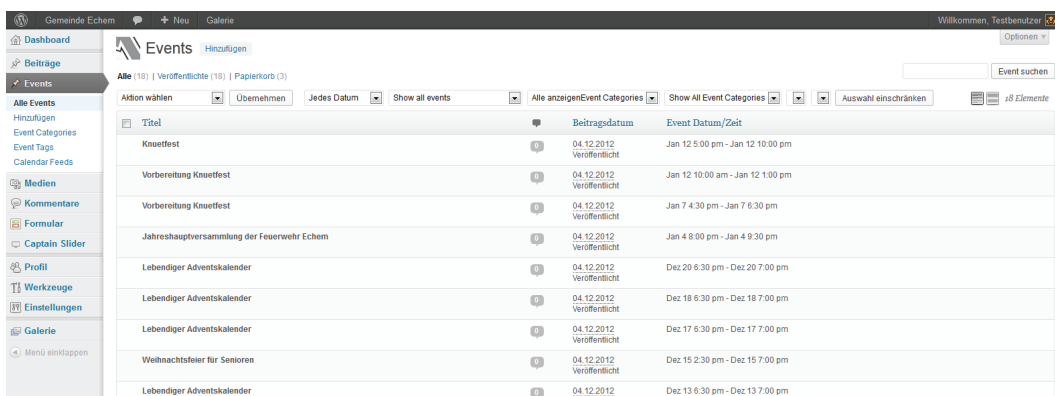 Gemeinde Echem + Neu Galerie Willkommen, Testbenutzer
Optionen
Dashboard
Beiträge
Events
Alle Events
Hinzufügen
Event Categories
Event Tags
Calendar Feeds
Medien
Kommentare
Formular
Captain Slider
Profil
Werkzeuge
Einstellungen
Galerie
Menü einklappen
Events Hinzufügen
Alle (18) | Veröffentlichte (18) | Papierkorb (3)
Event suchen
Aktion wählen Übernehmen Jedes Datum Show all events Alle anzeigenEvent Categories Show All Event Categories Auswahl einschränken 18 Elemente
Titel Beitragsdatum Event Datum/Zeit
Knuetfest 0 04.12.2012 Jan 12 5:00 pm - Jan 12 10:00 pm
Veröffentlicht
Vorbereitung Knuetfest 0 04.12.2012 Jan 12 10:00 am - Jan 12 1:00 pm
Veröffentlicht
Vorbereitung Knuetfest 0 04.12.2012 Jan 7 4:30 pm - Jan 7 6:30 pm
Veröffentlicht
Jahreshauptversammlung der Feuerwehr Echem 0 04.12.2012 Jan 4 8:00 pm - Jan 4 9:30 pm
Veröffentlicht
Lebendiger Adventskalender 0 04.12.2012 Dez 20 6:30 pm - Dez 20 7:00 pm
Veröffentlicht
Lebendiger Adventskalender 0 04.12.2012 Dez 18 6:30 pm - Dez 18 7:00 pm
Veröffentlicht
Lebendiger Adventskalender 0 04.12.2012 Dez 17 6:30 pm - Dez 17 7:00 pm
Veröffentlicht
Weihnachtsfeier für Senioren 0 04.12.2012 Dez 15 2:30 pm - Dez 15 7:00 pm
Veröffentlicht
Lebendiger Adventskalender 0 04.12.2012 Dez 13 6:30 pm - Dez 13 7:00 pm